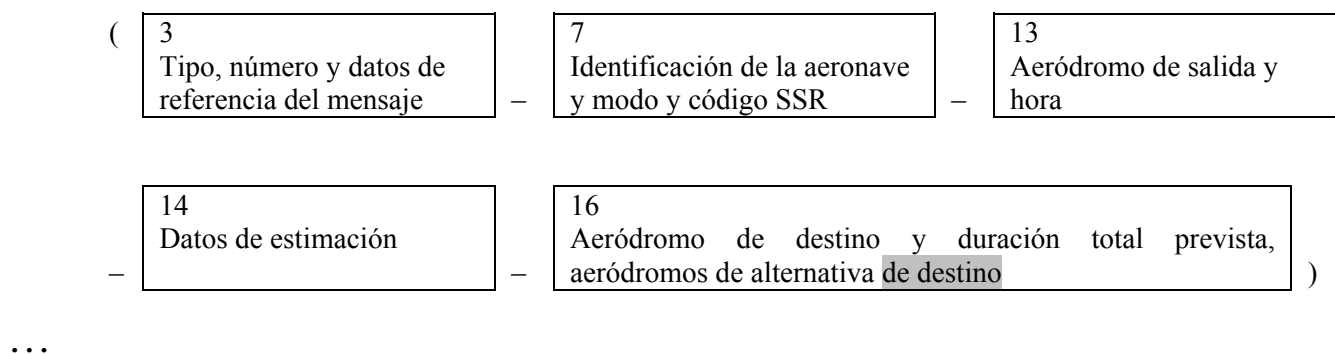 ( 3 7 13
Tipo, número y datos de Identificación de la aeronave Aeródromo de salida y
referencia del mensaje – y modo y código SSR – hora
14 16
Datos de estimación Aeródromo de destino y duración total prevista,
– – aeródromos de alternativa de destino )
...